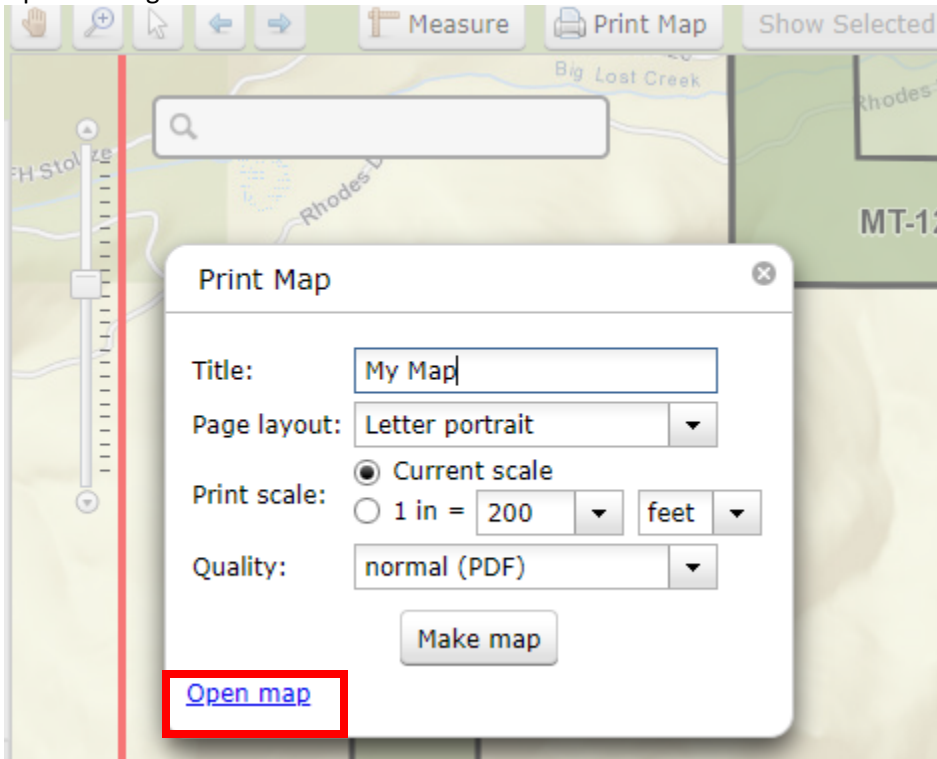 Measure Print Map Show Selected
Big Lost Creek
Rhodes
FH Stoltze
Rhodes
MT-12
Print Map
Title: My Map
Page layout: Letter portrait
Print scale: Current scale
1 in = 200 feet
Quality: normal (PDF)
Make map
Open map